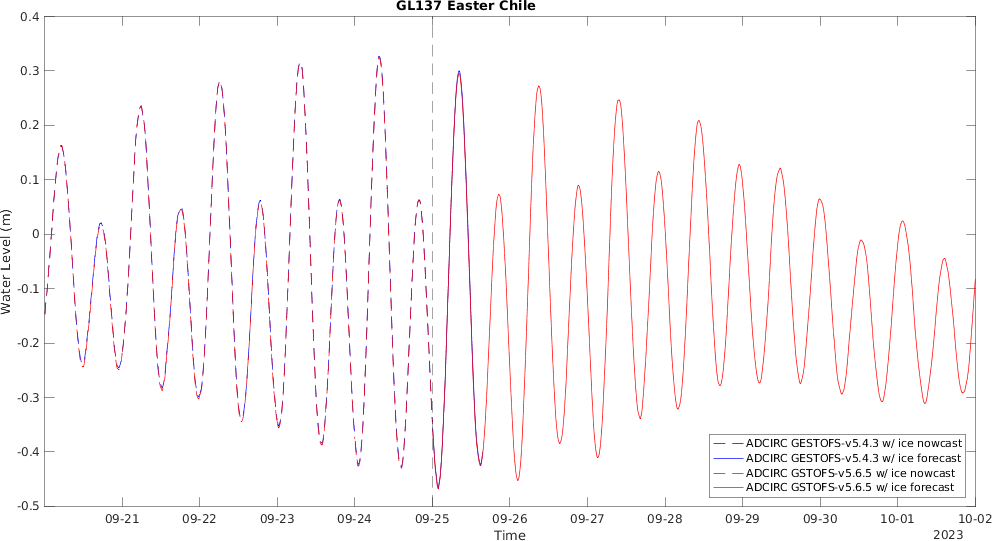 GL137 Easter Chile
0.4
0.3
0.2
0.1
0
-0.1
-0.2
-0.3
-0.4
-0.5
Water Level (m)
ADCIRC GESTOFS-v5.4.3 w/ ice nowcast
ADCIRC GESTOFS-v5.4.3 w/ ice forecast
ADCIRC GSTOFS-v5.6.5 w/ ice nowcast
ADCIRC GSTOFS-v5.6.5 w/ ice forecast
09-21 09-22 09-23 09-24 09-25 09-26 09-27 09-28 09-29 09-30 10-01 10-02
Time
2023